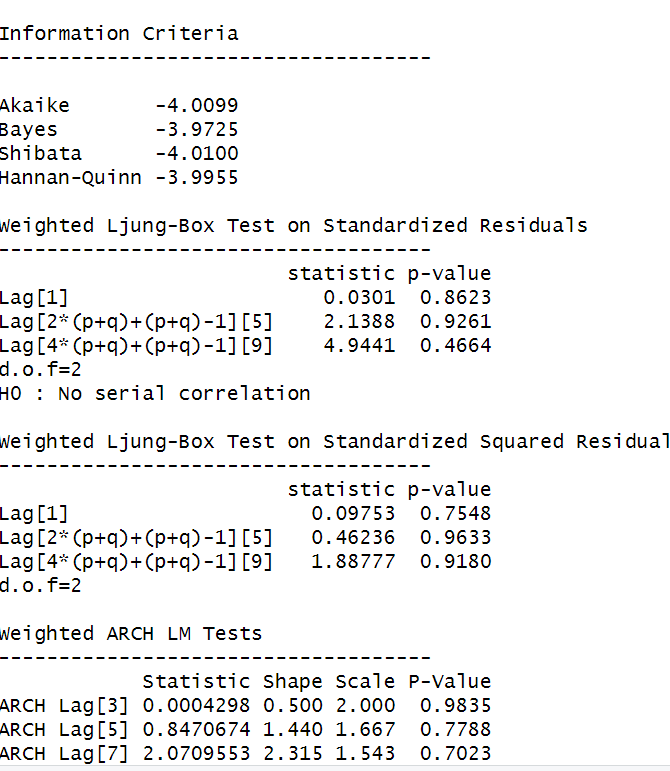 Information Criteria
------------------------------------
Akaike       -4.0099
Bayes        -3.9725
Shibata      -4.0100
Hannan-Quinn -3.9955
Weighted Ljung-Box Test on Standardized Residuals
------------------------------------
                        statistic p-value
Lag[1]                     0.0301  0.8623
Lag[2*(p+q)+(p+q)-1][5]    2.1388  0.9261
Lag[4*(p+q)+(p+q)-1][9]    4.9441  0.4664
d.o.f=2
H0 : No serial correlation
Weighted Ljung-Box Test on Standardized Squared Residual
------------------------------------
                        statistic p-value
Lag[1]                    0.09753  0.7548
Lag[2*(p+q)+(p+q)-1][5]   0.46236  0.9633
Lag[4*(p+q)+(p+q)-1][9]   1.88777  0.9180
d.o.f=2
Weighted ARCH LM Tests
------------------------------------
            Statistic Shape Scale P-Value
ARCH Lag[3] 0.0004298 0.500 2.000  0.9835
ARCH Lag[5] 0.8470674 1.440 1.667  0.7788
ARCH Lag[7] 2.0709553 2.315 1.543  0.7023